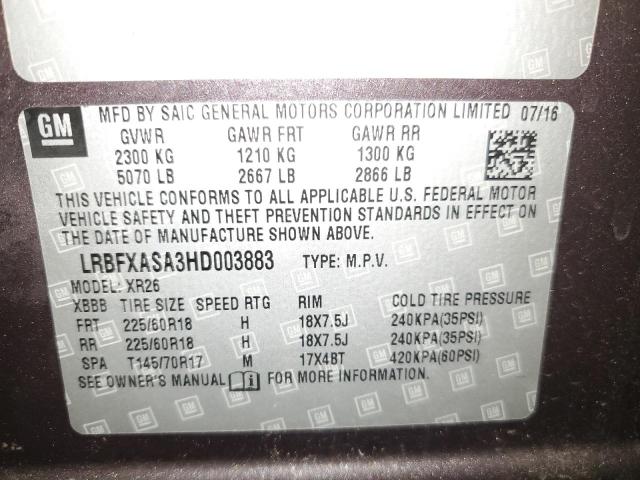 GM
MFD BY SAIC GENERAL MOTORS CORPORATION LIMITED 07/16
GVWR GAWR FRT GAWR RR
2300 KG 1210 KG 1300 KG
5070 LB 2667 LB 2866 LB
THIS VEHICLE CONFORMS TO ALL APPLICABLE U.S. FEDERAL MOTOR
VEHICLE SAFETY AND THEFT PREVENTION STANDARDS IN EFFECT ON
THE DATE OF MANUFACTURE SHOWN ABOVE.
LRBFXASA3HD003883 TYPE: M.P.V.
MODEL: XR26
XBBB TIRE SIZE SPEED RTG RIM COLD TIRE PRESSURE
FRT 225/60R18 H 18X7.5J 240KPA(35PSI)
RR 225/60R18 H 18X7.5J 240KPA(35PSI)
SPA T145/70R17 M 17X4BT 420KPA(60PSI)
SEE OWNER'S MANUAL i FOR MORE INFORMATION.